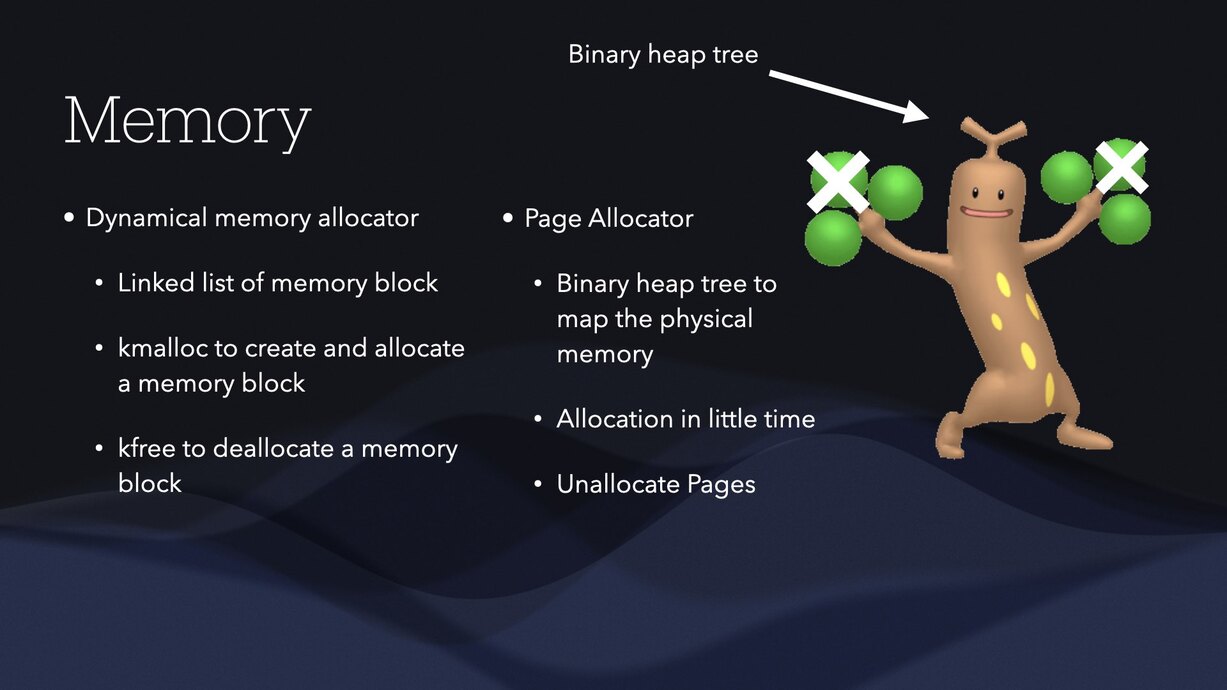 Binary heap tree
Memory
• Dynamical memory allocator
• Linked list of memory block
• kmalloc to create and allocate
a memory block
• kfree to deallocate a memory
block
• Page Allocator
• Binary heap tree to
map the physical
memory
• Allocation in little time
• Unallocate Pages